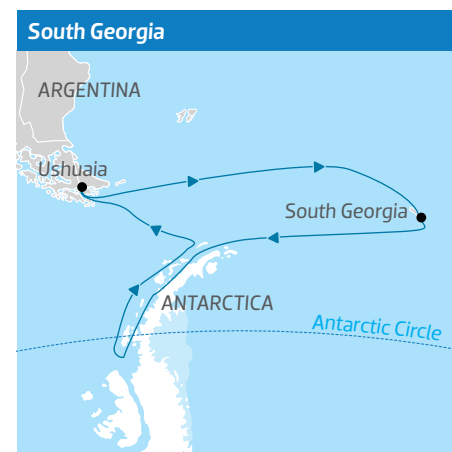 South Georgia
ARGENTINA
Ushuaia
South Georgia
ANTARCTICA
Antarctic Circle